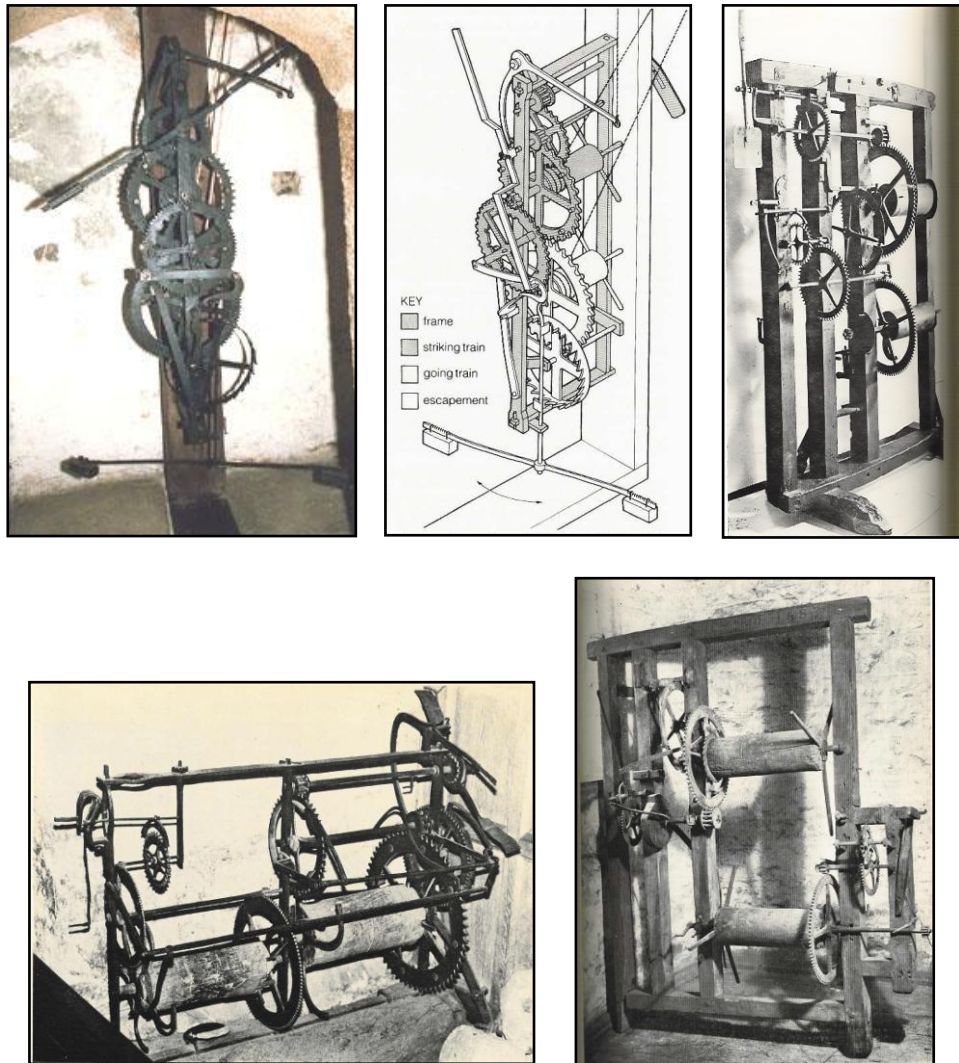 KEY
frame
striking train
going train
escapement